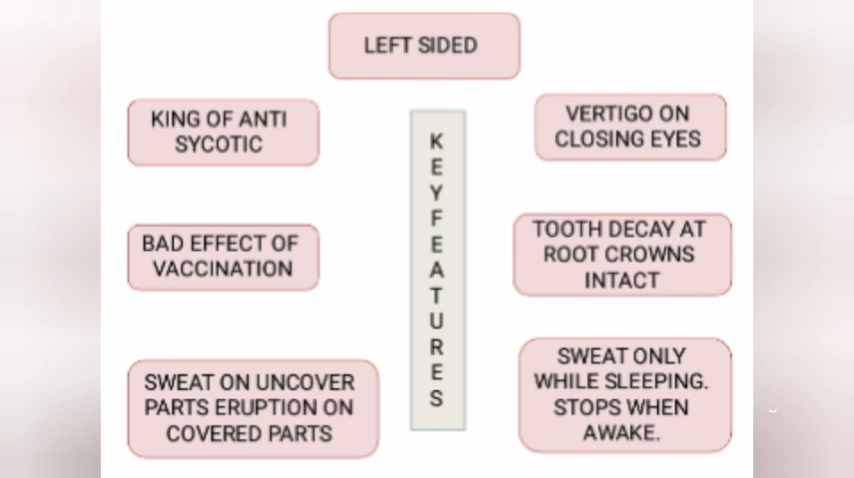 LEFT SIDED
KING OF ANTI
SYCOTIC
BAD EFFECT OF
VACCINATION
SWEAT ON UNCOVER
PARTS ERUPTION ON
COVERED PARTS
K
E
Y
F
E
A
T
U
R
E
S
VERTIGO ON
CLOSING EYES
TOOTH DECAY AT
ROOT CROWNS
INTACT
SWEAT ONLY
WHILE SLEEPING.
STOPS WHEN
AWAKE.